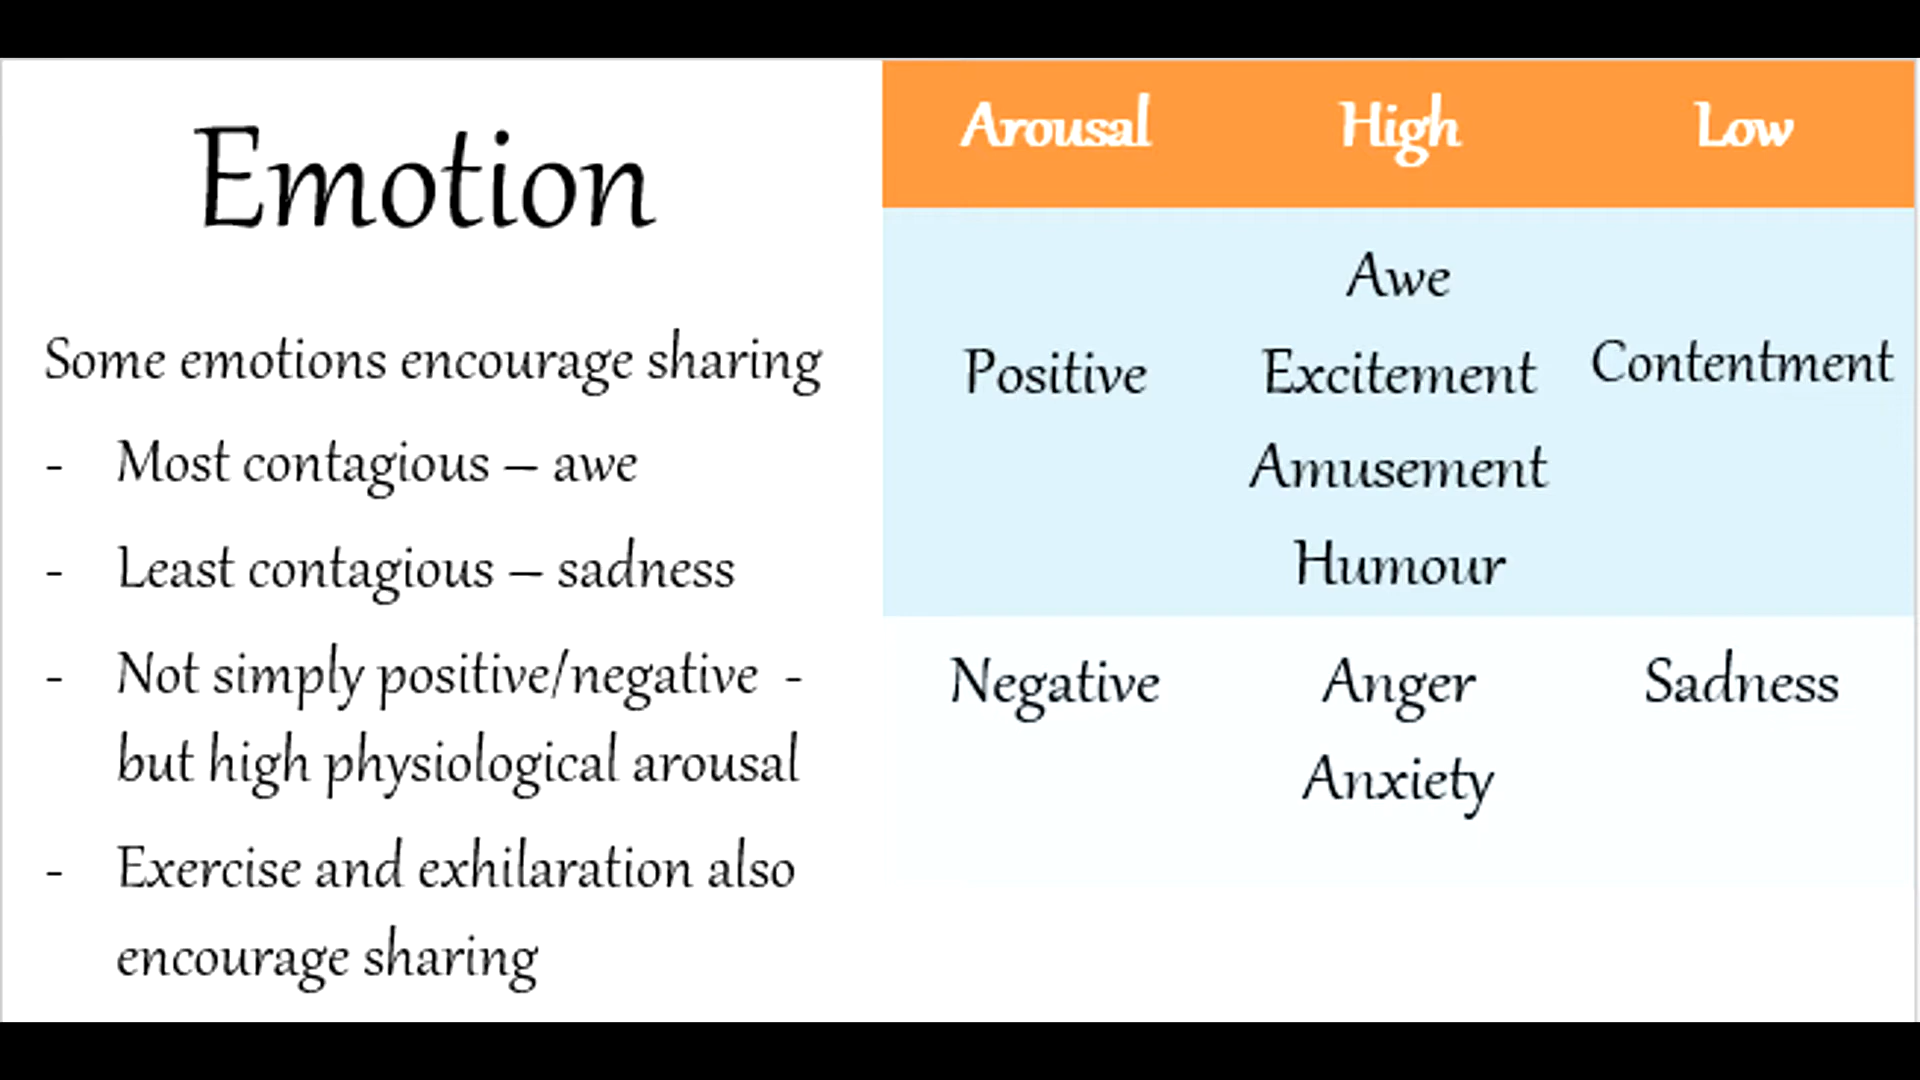 Emotion
Some emotions encourage sharing
- Most contagious – awe
- Least contagious – sadness
- Not simply positive/negative -
but high physiological arousal
- Exercise and exhilaration also
encourage sharing
Arousal High Low
Awe
Positive Excitement Contentment
Amusement
Humour
Negative Anger Sadness
Anxiety